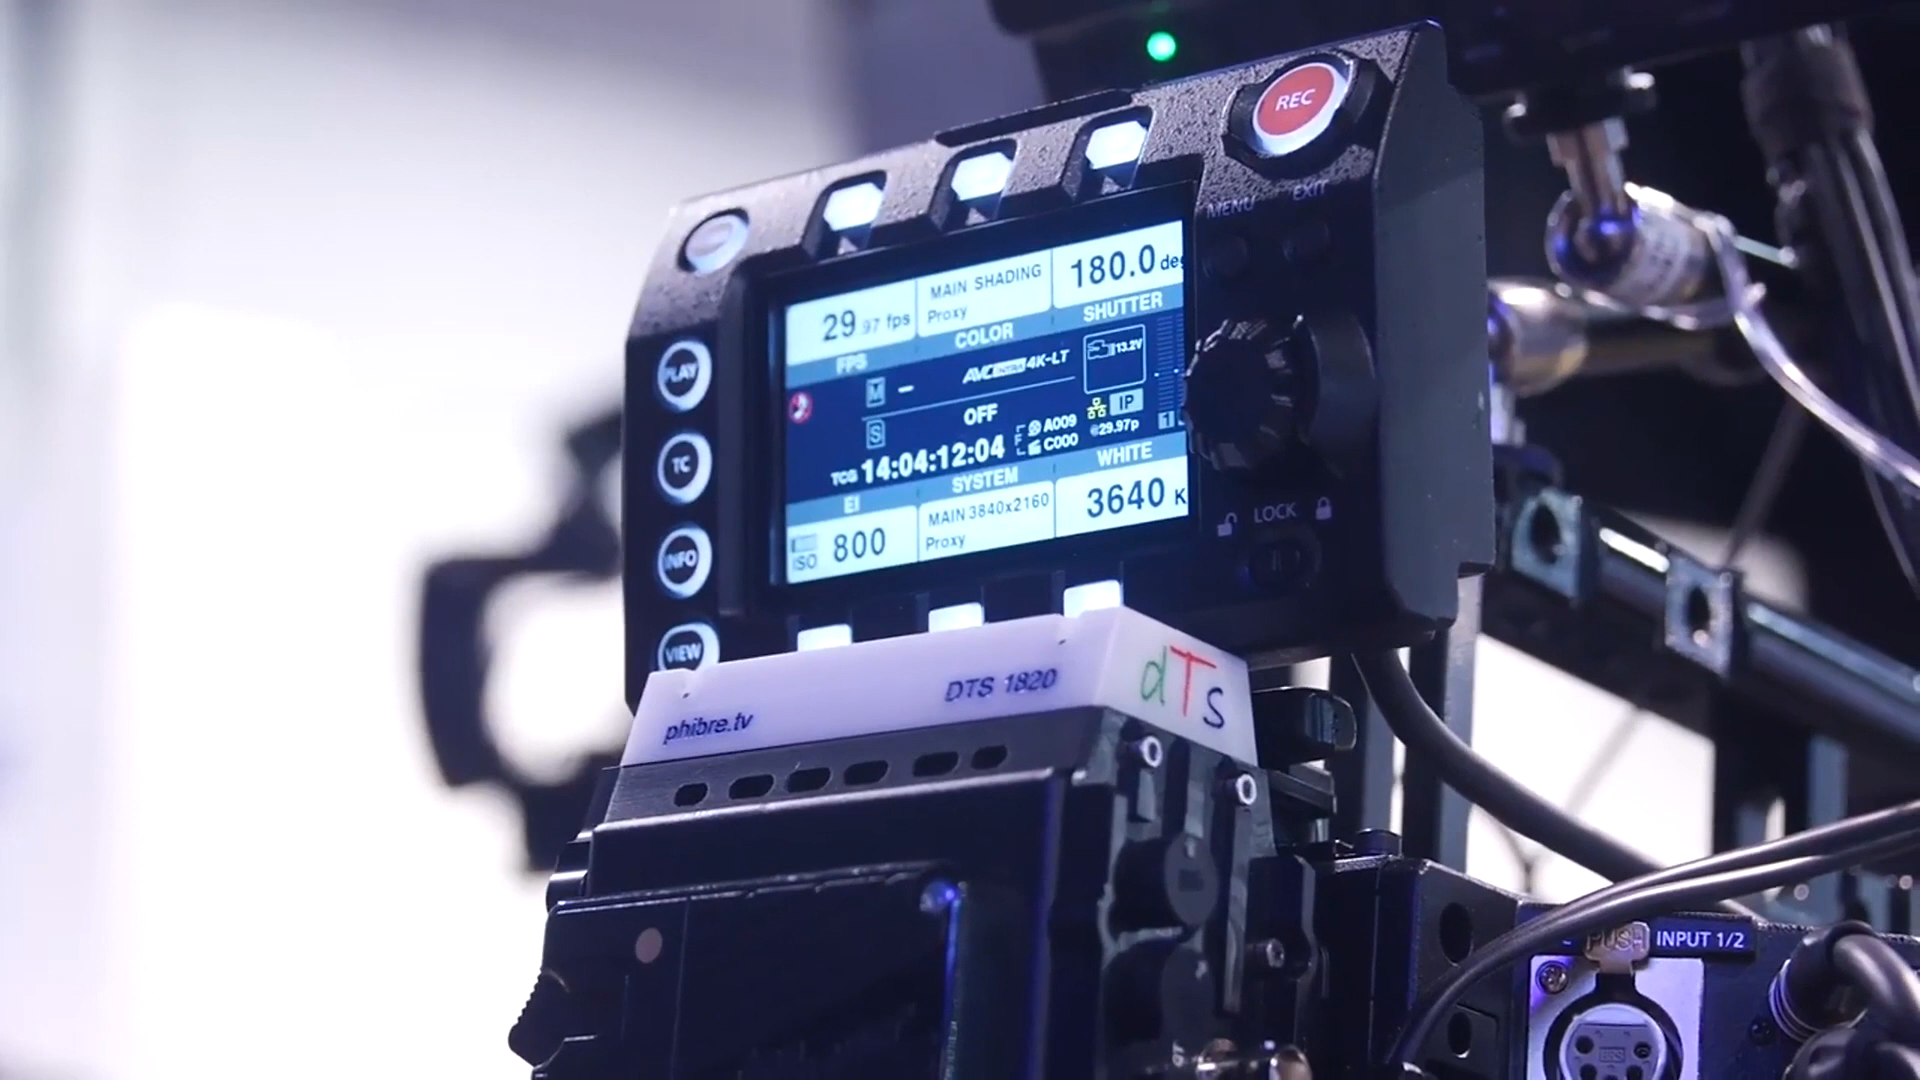 REC
EXIT
MENU
29.97 fps
MAIN SHADING
Proxy
180.0 deg
FPS
COLOR
SHUTTER
PLAY
TC
INFO
VIEW
M –
AVC INTRA 4K-LT
13.2V
S
OFF
IP
TCG 14:04:12:04
F
A009
C000
@29.97p
1
EI
SYSTEM
WHITE
ISO 800
MAIN 3840x2160
Proxy
3640 K
LOCK
DTS 1820
phibre.tv
dTs
PUSH
INPUT 1/2